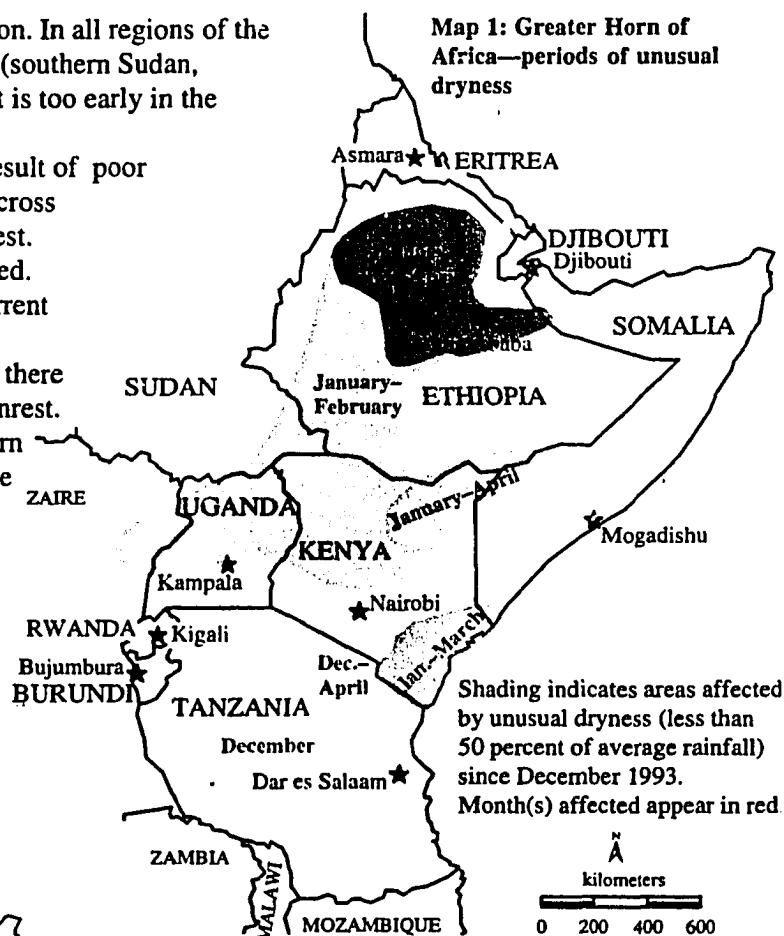 on. In all regions of the
(southern Sudan,
t is too early in the
esult of poor
cross
est.
ed.
rrent
there
nrest.
rn
e
Map 1: Greater Horn of
Africa—periods of unusual
dryness
Asmara
ERITREA
DJIBOUTI
Djibouti
SOMALIA
SUDAN
January–
February
ETHIOPIA
ZAIRE
UGANDA
January–April
KENYA
Mogadishu
Kampala
Nairobi
RWANDA
Kigali
Jan.–March
Bujumbura
BURUNDI
Dec.–
April
TANZANIA
December
Dar es Salaam
Shading indicates areas affected
by unusual dryness (less than
50 percent of average rainfall)
since December 1993.
Month(s) affected appear in red
ZAMBIA
MALAWI
MOZAMBIQUE
N
kilometers
0 200 400 600